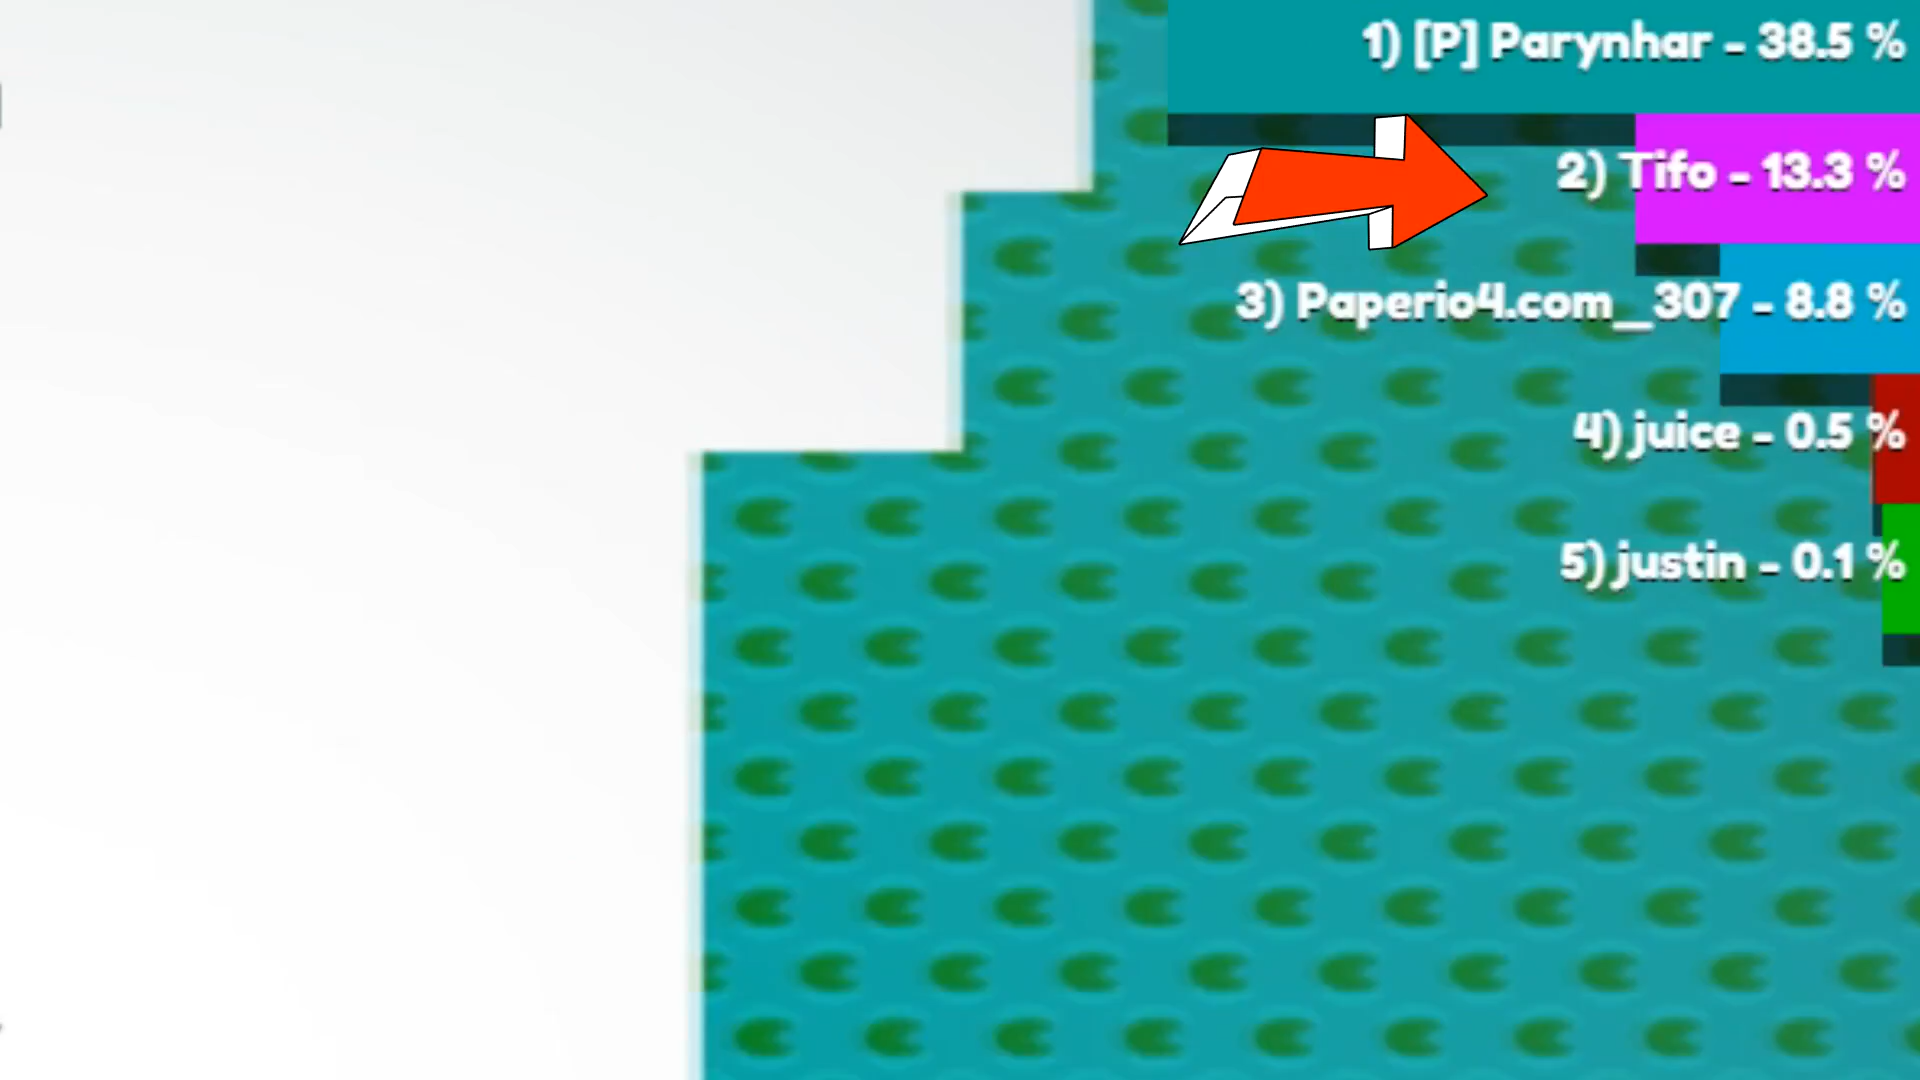 1) [P] Parynhar - 38.5 %
2) Tifo - 13.3 %
3) Paperio4.com_307 - 8.8 %
4) juice - 0.5 %
5) justin - 0.1 %